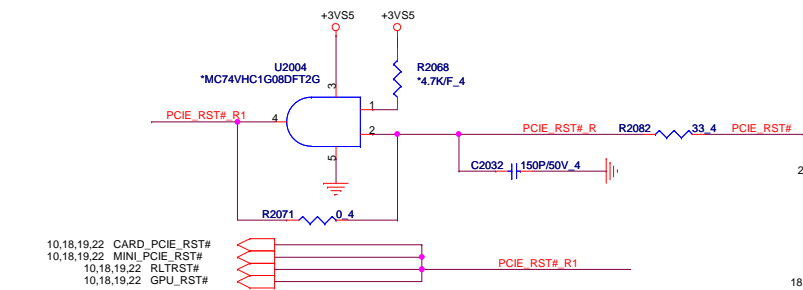 +3VS5 +3VS5
U2004
*MC74VHC1G08DFT2G
R2068
*4.7K/F_4
3
1
PCIE_RST#_R1 4
2
PCIE_RST#_R R2082 33_4 PCIE_RST#
5
C2032 150P/50V_4
2
R2071 0_4
10,18,19,22 CARD_PCIE_RST#
10,18,19,22 MINI_PCIE_RST#
10,18,19,22 RLTRST#
10,18,19,22 GPU_RST#
PCIE_RST#_R1
18